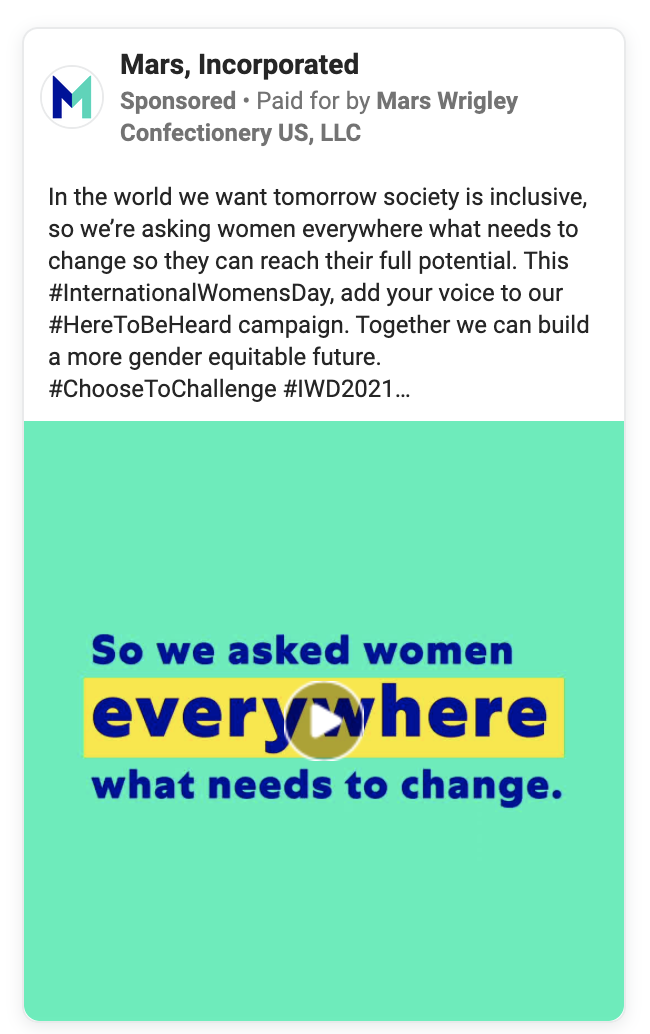 Mars, Incorporated
Sponsored • Paid for by Mars Wrigley
Confectionery US, LLC
In the world we want tomorrow society is inclusive,
so we’re asking women everywhere what needs to
change so they can reach their full potential. This
#InternationalWomensDay, add your voice to our
#HereToBeHeard campaign. Together we can build
a more gender equitable future.
#ChooseToChallenge #IWD2021...
So we asked women
everywhere
what needs to change.